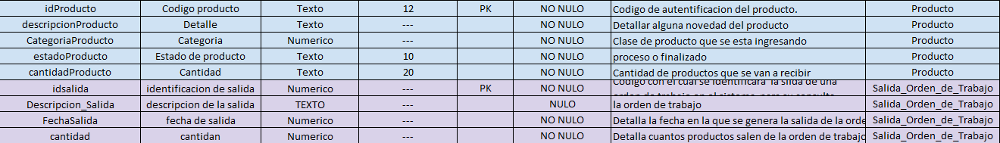 idProducto Codigo producto Texto 12 PK NO NULO Codigo de autentificacion del producto. Producto
descripcionProducto Detalle Texto --- NO NULO Detallar alguna novedad del producto Producto
CategoriaProducto Categoria Numerico --- NO NULO Clase de producto que se esta ingresando Producto
estadoProducto Estado de producto Texto 10 NO NULO proceso o finalizado Producto
cantidadProducto Cantidad Texto 20 NO NULO Cantidad de productos que se van a recibir Producto
idsalida identificacion de salida Numerico --- PK NO NULO Codigo con el cual se identificara la slida de una Salida_Orden_de_Trabajo
orden de trabajo en el sistema para su consulta
Descripcion_Salida descripcion de la salida TEXTO --- NULO la orden de trabajo Salida_Orden_de_Trabajo
FechaSalida fecha de salida Numerico --- NO NULO Detalla la fecha en la que se genera la salida de la orde Salida_Orden_de_Trabajo
cantidad cantidan Numerico --- NO NULO Detalla cuantos productos salen de la orden de trabajo Salida_Orden_de_Trabajo